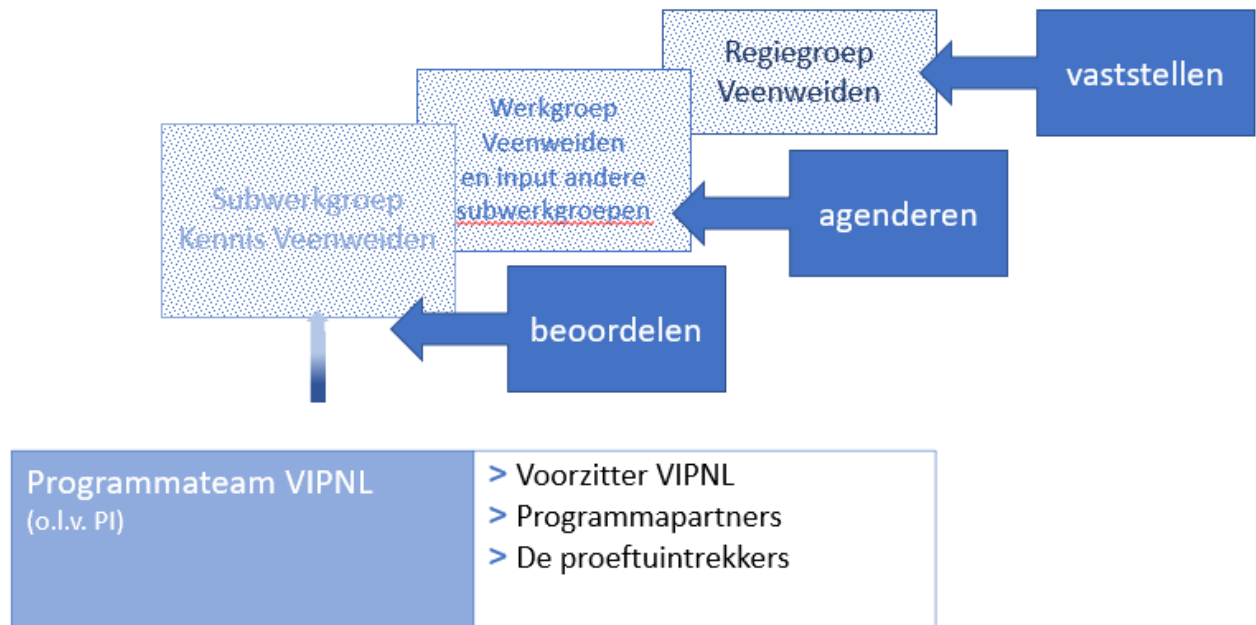 Regiegroep
Veenweiden
vaststellen
Werkgroep
Veenweiden
en input andere
subwerkgroepen
agenderen
Subwerkgroep
Kennis Veenweiden
beoordelen
Programmateam VIPNL
(o.l.v. PI)
> Voorzitter VIPNL
> Programmapartners
> De proeftuintrekkers